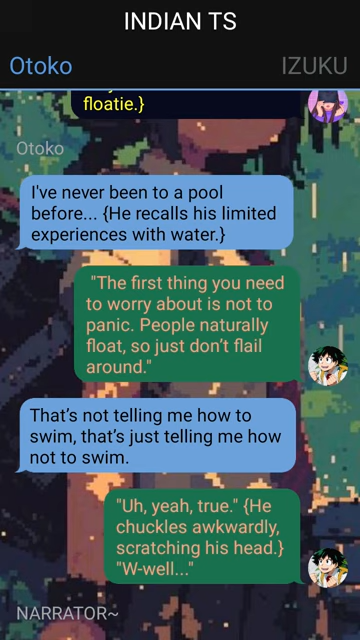 INDIAN TS
Otoko IZUKU
floatie.}
Otoko
I've never been to a pool
before... {He recalls his limited
experiences with water.}
"The first thing you need
to worry about is not to
panic. People naturally
float, so just don't flail
around."
That's not telling me how to
swim, that's just telling me how
not to swim.
"Uh, yeah, true." {He
chuckles awkwardly,
scratching his head.}
"W-well..."
NARRATOR~